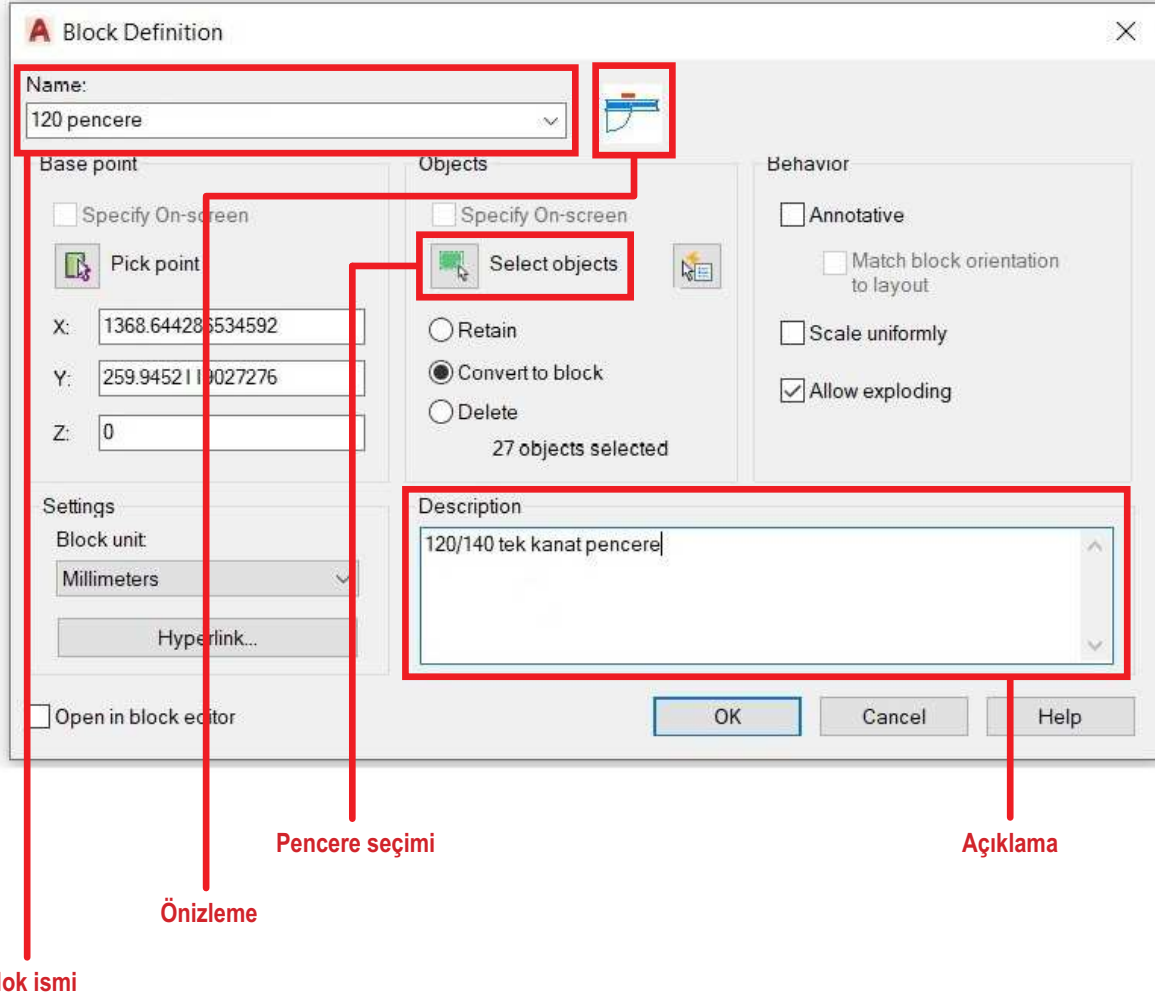 Block Definition
Name:
120 pencere
Base point
Specify On-screen
Pick point
X: 1368.644286534592
Y: 259.9452119027276
Z: 0
Objects
Specify On-screen
Select objects
Retain
Convert to block
Delete
27 objects selected
Behavior
Annotative
Match block orientation
to layout
Scale uniformly
Allow exploding
Settings
Block unit:
Millimeters
Hyperlink...
Description
120/140 tek kanat pencere
Open in block editor
OK
Cancel
Help
Pencere seçimi
Açıklama
Önizleme
lok ismi